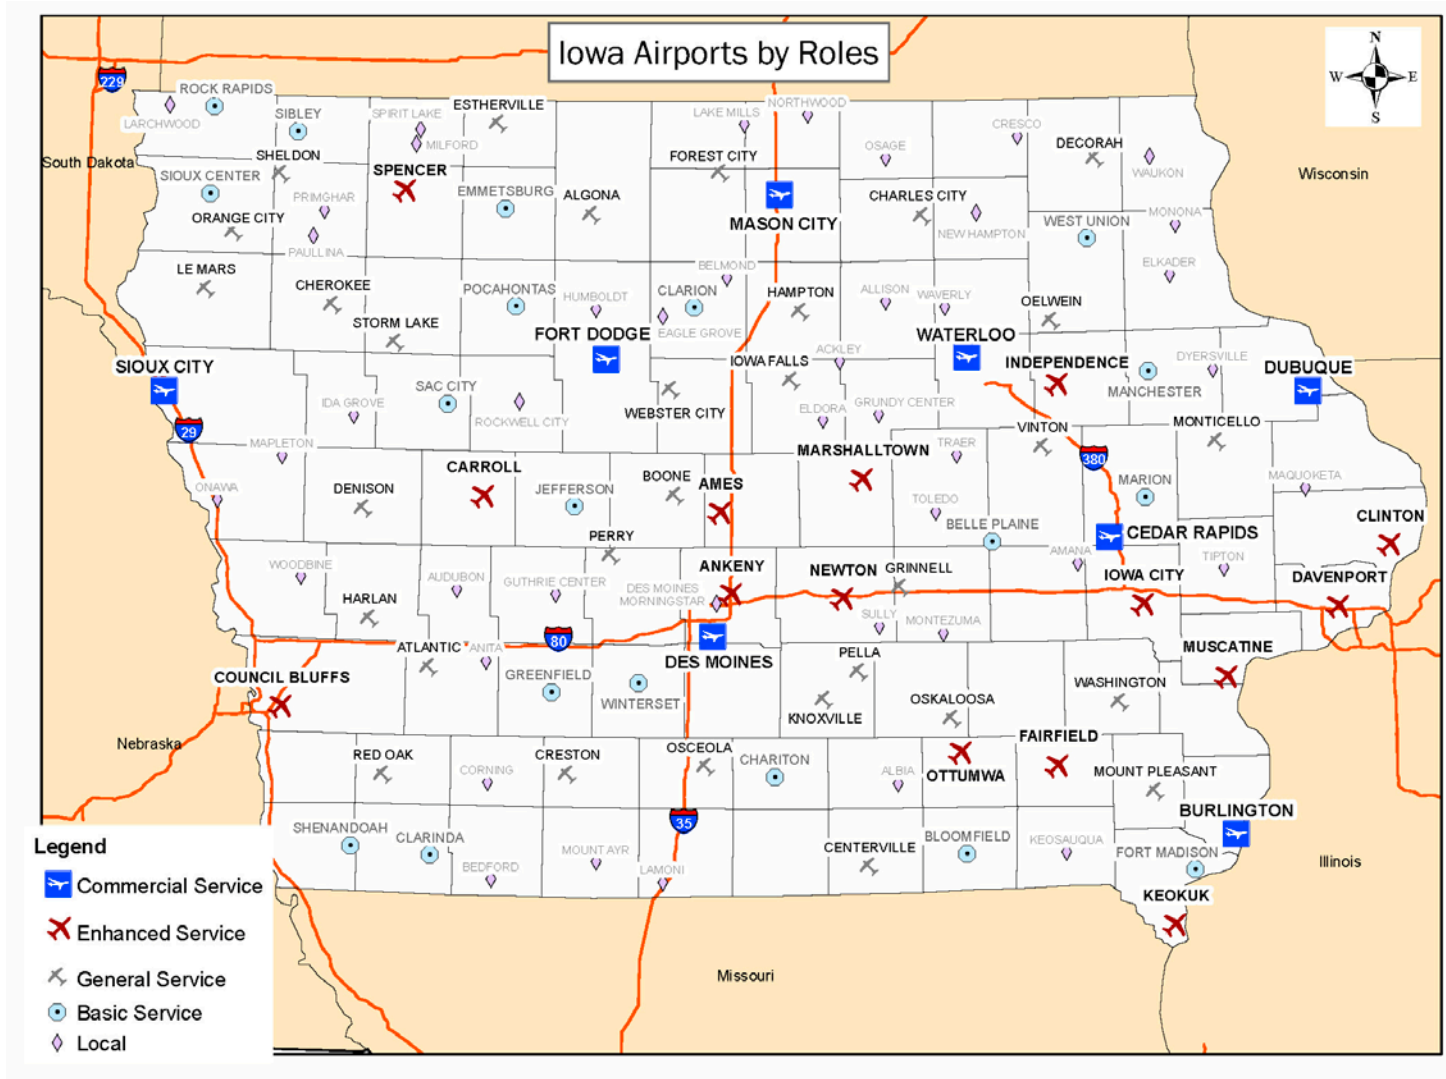 Iowa Airports by Roles
N
W E
S
229
South Dakota
Wisconsin
ROCK RAPIDS
LARCHWOOD
SIBLEY
SPIRIT LAKE
MILFORD
ESTHERVILLE
LAKE MILLS
NORTHWOOD
OSAGE
CRESCO
DECORAH
WAUKON
SHELDON
SPENCER
FOREST CITY
SIOUX CENTER
PRIMGHAR
EMMETSBURG
ALGONA
MASON CITY
CHARLES CITY
NEW HAMPTON
WEST UNION
MONONA
ORANGE CITY
PAULLINA
ELKADER
LE MARS
CHEROKEE
STORM LAKE
POCAHONTAS
HUMBOLDT
BELMOND
CLARION
EAGLE GROVE
HAMPTON
ALLISON
WAVERLY
OELWEIN
FORT DODGE
WATERLOO
SIOUX CITY
IOWA FALLS
ACKLEY
INDEPENDENCE
DYERSVILLE
DUBUQUE
MANCHESTER
SAC CITY
IDA GROVE
ROCKWELL CITY
WEBSTER CITY
ELDORA
GRUNDY CENTER
29
VINTON
MONTICELLO
MAPLETON
MARSHALLTOWN
TRAER
380
CARROLL
ONAWA
DENISON
JEFFERSON
BOONE
AMES
TOLEDO
MARION
MAQUOKETA
PERRY
BELLE PLAINE
CEDAR RAPIDS
CLINTON
WOODBINE
AUDUBON
GUTHRIE CENTER
ANKENY
NEWTON
GRINNELL
AMANA
IOWA CITY
TIPTON
DAVENPORT
HARLAN
DES MOINES
MORNINGSTAR
SULLY
MONTEZUMA
80
ATLANTIC
ANITA
DES MOINES
PELLA
MUSCATINE
COUNCIL BLUFFS
GREENFIELD
WINTERSET
KNOXVILLE
OSKALOOSA
WASHINGTON
Nebraska
RED OAK
CORNING
CRESTON
OSCEOLA
CHARITON
ALBIA
OTTUMWA
FAIRFIELD
MOUNT PLEASANT
35
BURLINGTON
SHENANDOAH
CLARINDA
BEDFORD
MOUNT AYR
LAMONI
CENTERVILLE
BLOOMFIELD
KEOSAUQUA
FORT MADISON
KEOKUK
Illinois
Missouri
Legend
Commercial Service
Enhanced Service
General Service
Basic Service
Local